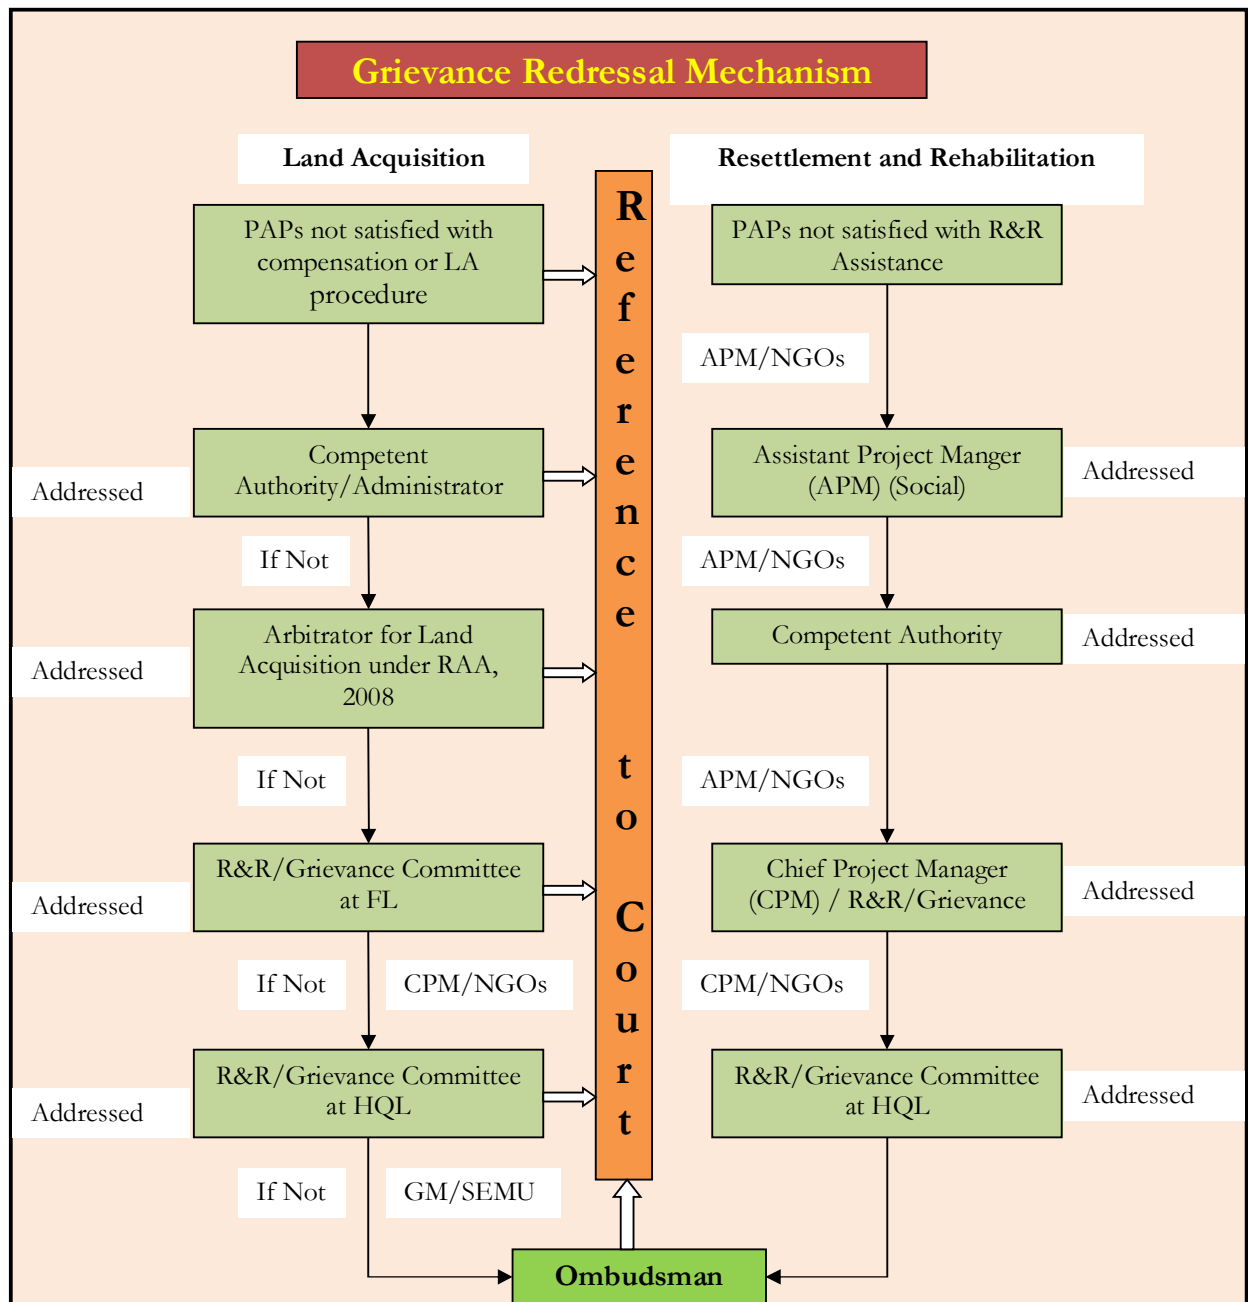 Grievance Redressal Mechanism
Land Acquisition
Resettlement and Rehabilitation
PAPs not satisfied with
compensation or LA
procedure
PAPs not satisfied with R&R
Assistance
APM/NGOs
Competent
Authority/Administrator
Addressed
Assistant Project Manger
(APM) (Social)
Addressed
If Not
APM/NGOs
Arbitrator for Land
Acquisition under RAA,
2008
Addressed
Competent Authority
Addressed
If Not
APM/NGOs
R&R/Grievance Committee
at FL
Addressed
Chief Project Manager
(CPM) / R&R/Grievance
Addressed
If Not
CPM/NGOs
CPM/NGOs
R&R/Grievance Committee
at HQL
Addressed
R&R/Grievance Committee
at HQL
Addressed
If Not
GM/SEMU
Reference to Court
Ombudsman